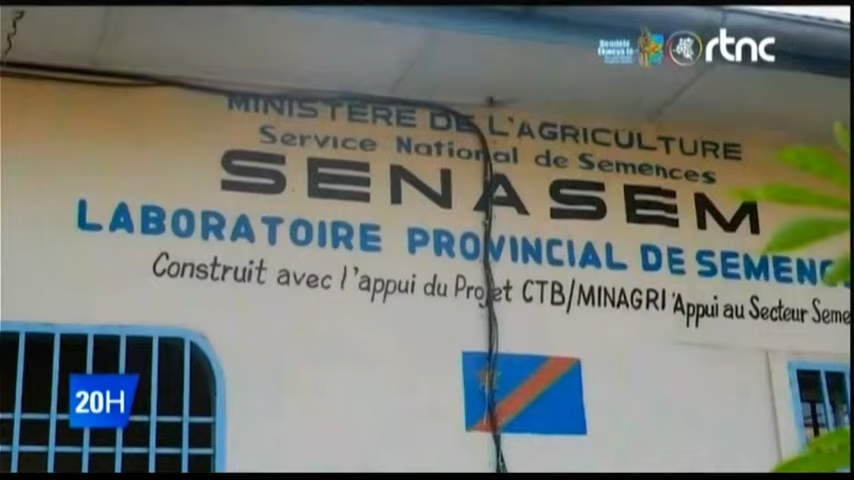 rtnc
MINISTÈRE DE L'AGRICULTURE
Service National de Semences
SENASEM
LABORATOIRE PROVINCIAL DE SEMENC
Construit avec l'appui du Projet CTB/MINAGRI "Appui au Secteur Seme
20H